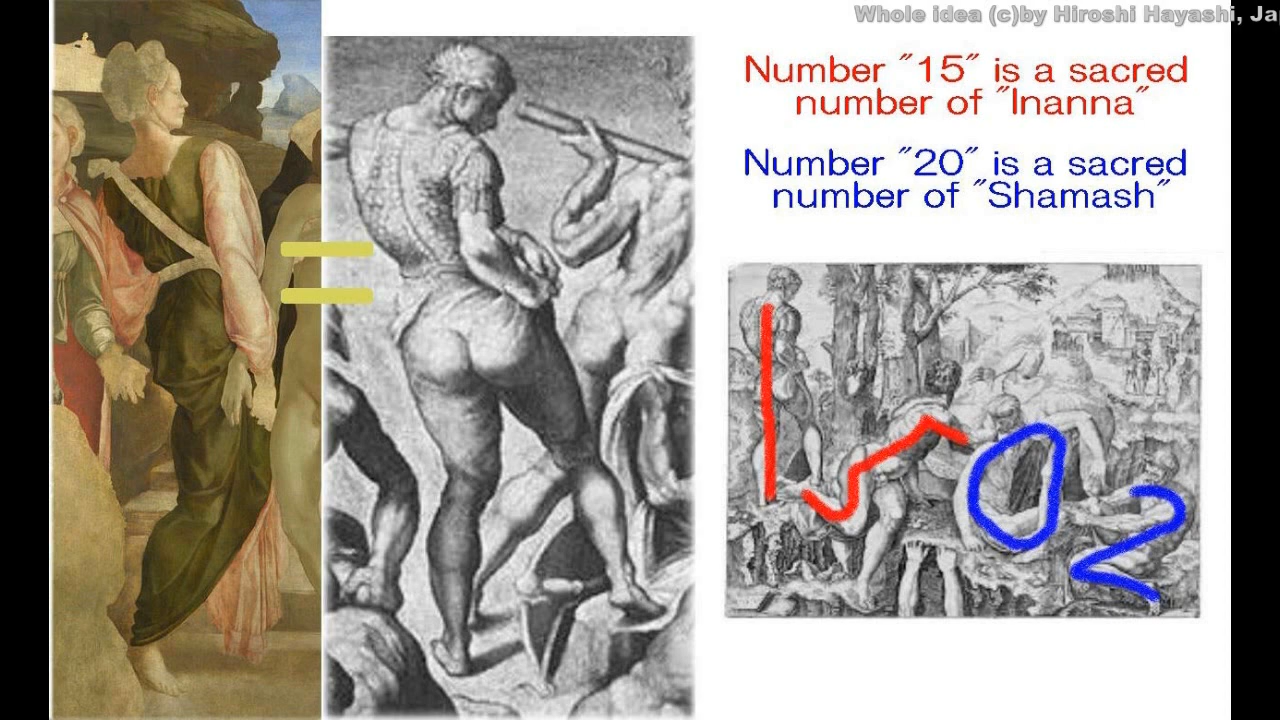 Whole idea (c)by Hiroshi Hayashi, Ja
Number "15" is a sacred
number of "Inanna"
Number "20" is a sacred
number of "Shamash"